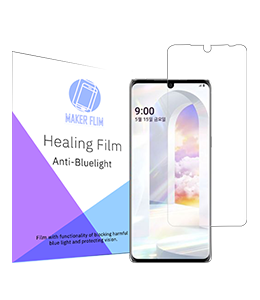 MAKER FLIM
Healing Film
Anti-Bluelight
Film with functionality of blocking harmful
blue light and protecting vision.
9:00
5월 15일 금요일